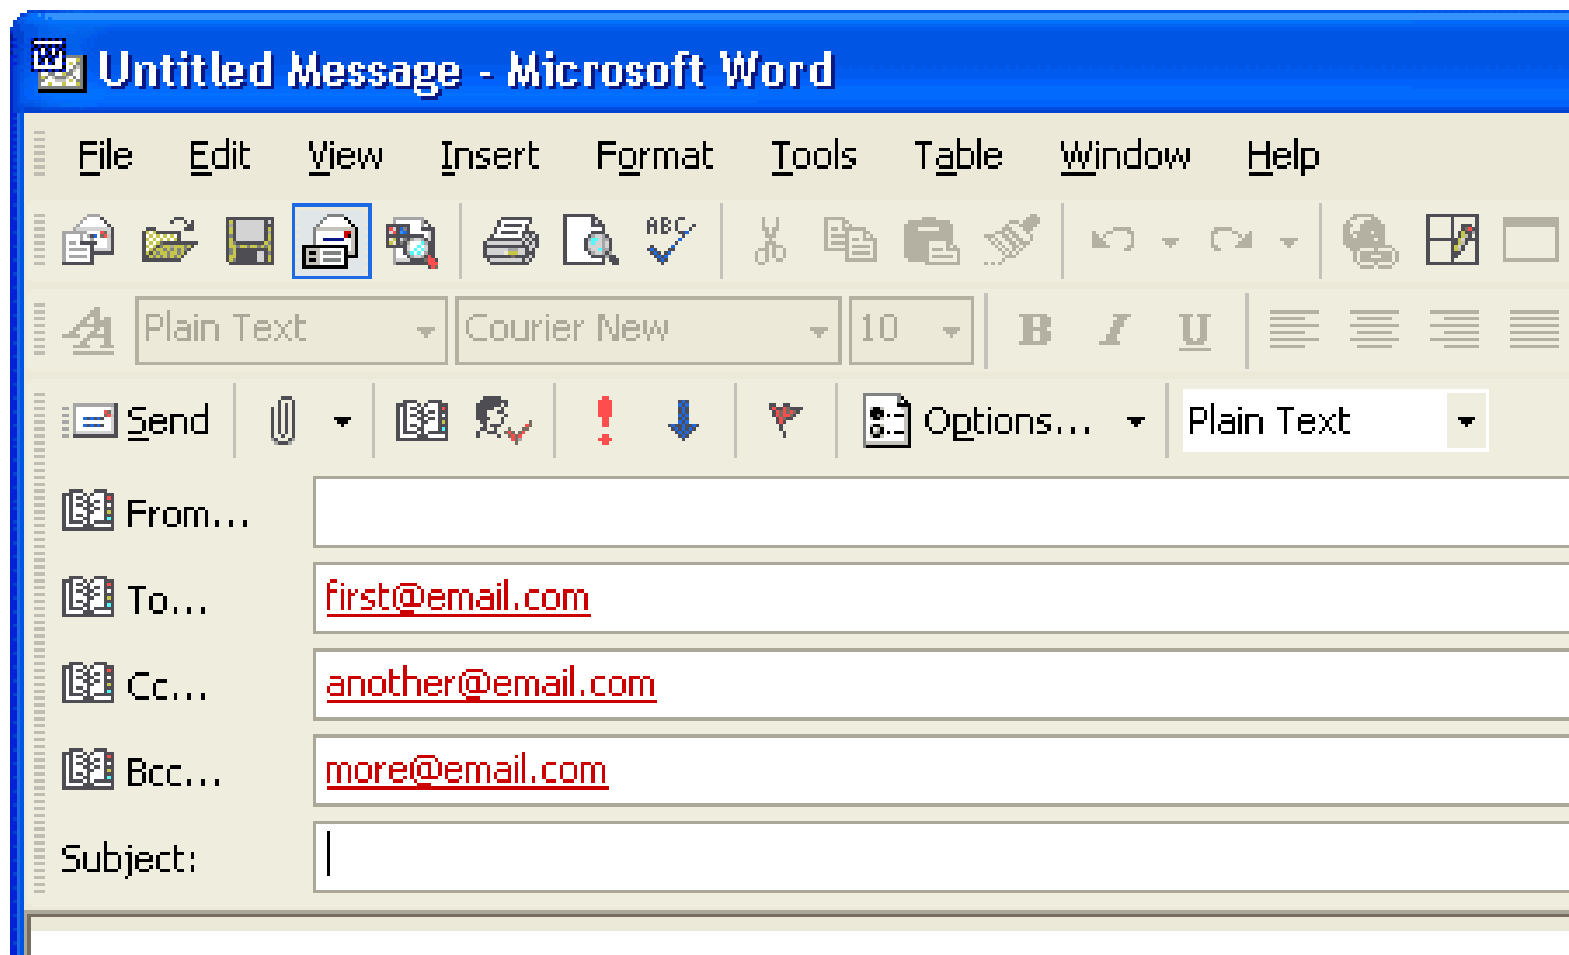 Untitled Message - Microsoft Word
File Edit View Insert Format Tools Table Window Help
ABC
Plain Text Courier New 10 B I U
Send Options... Plain Text
From...
To... first@email.com
Cc... another@email.com
Bcc... more@email.com
Subject: